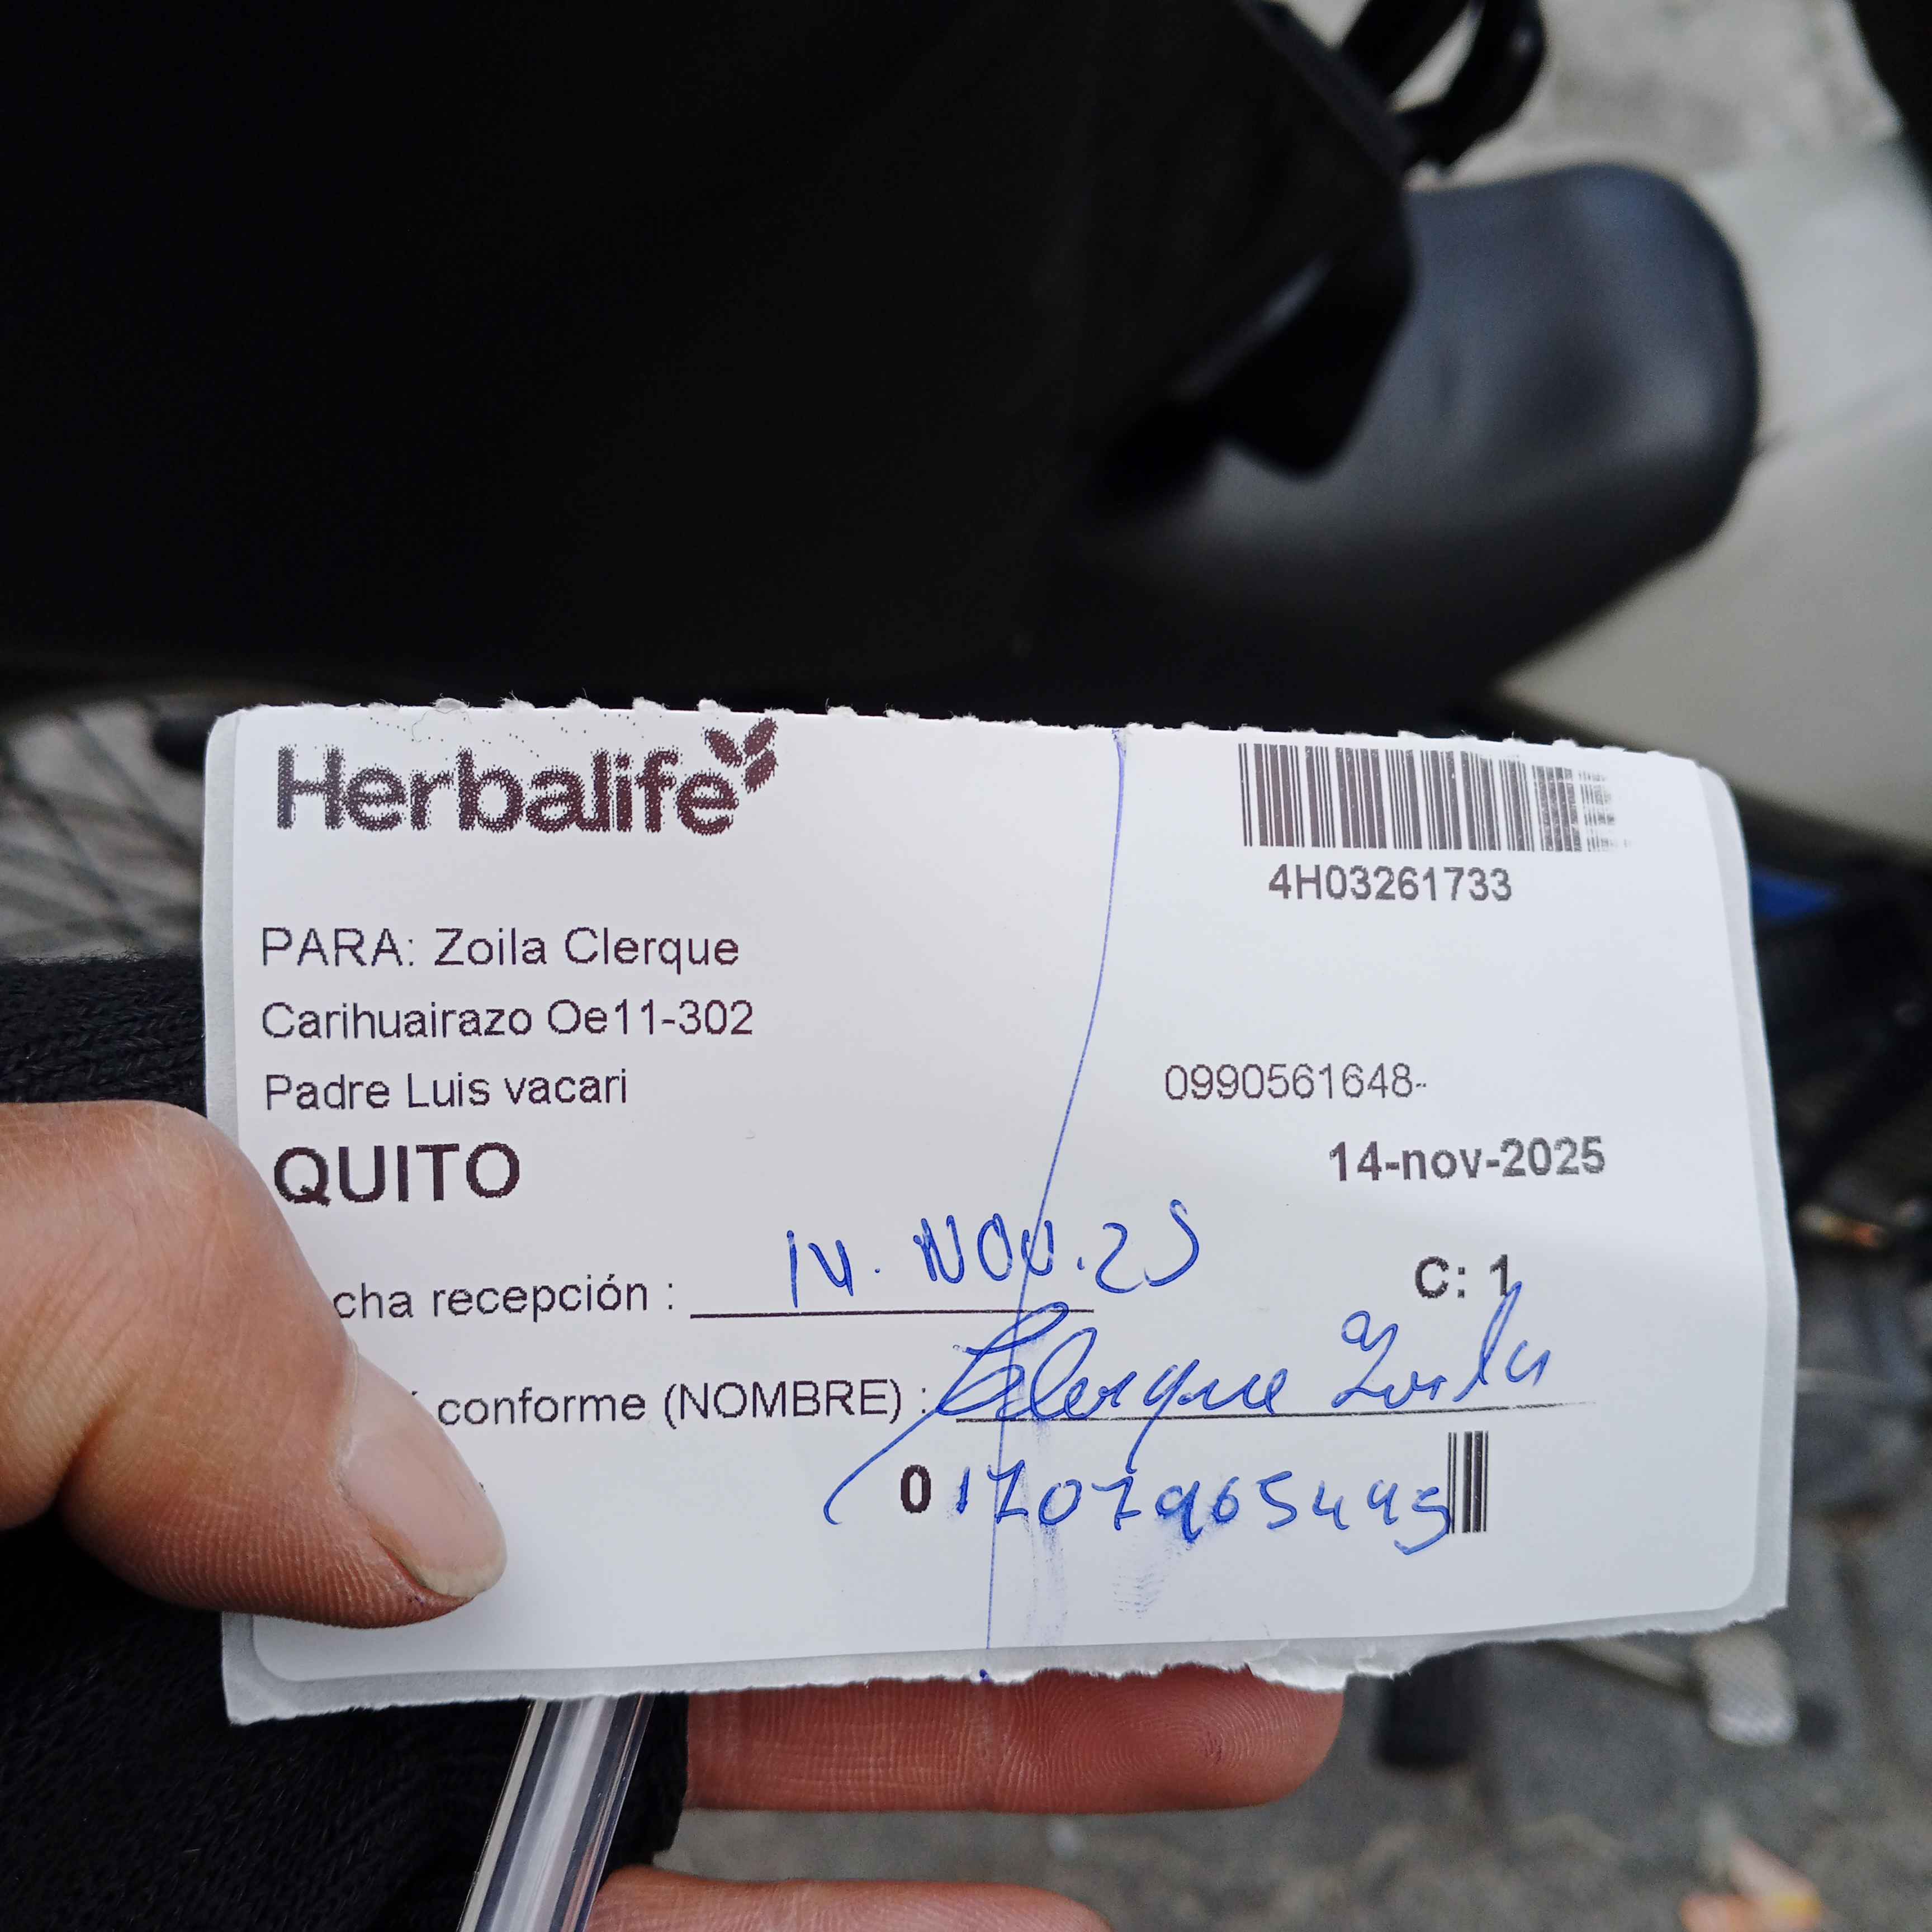 Herbalife
4H03261733
PARA: Zoila Clerque
Carihuairazo Oe11-302
Padre Luis vacari
0990561648-
QUITO
14-nov-2025
cha recepción : 14. NOV. 25
C: 1
conforme (NOMBRE) : Clerque Zoila
0 1707965495